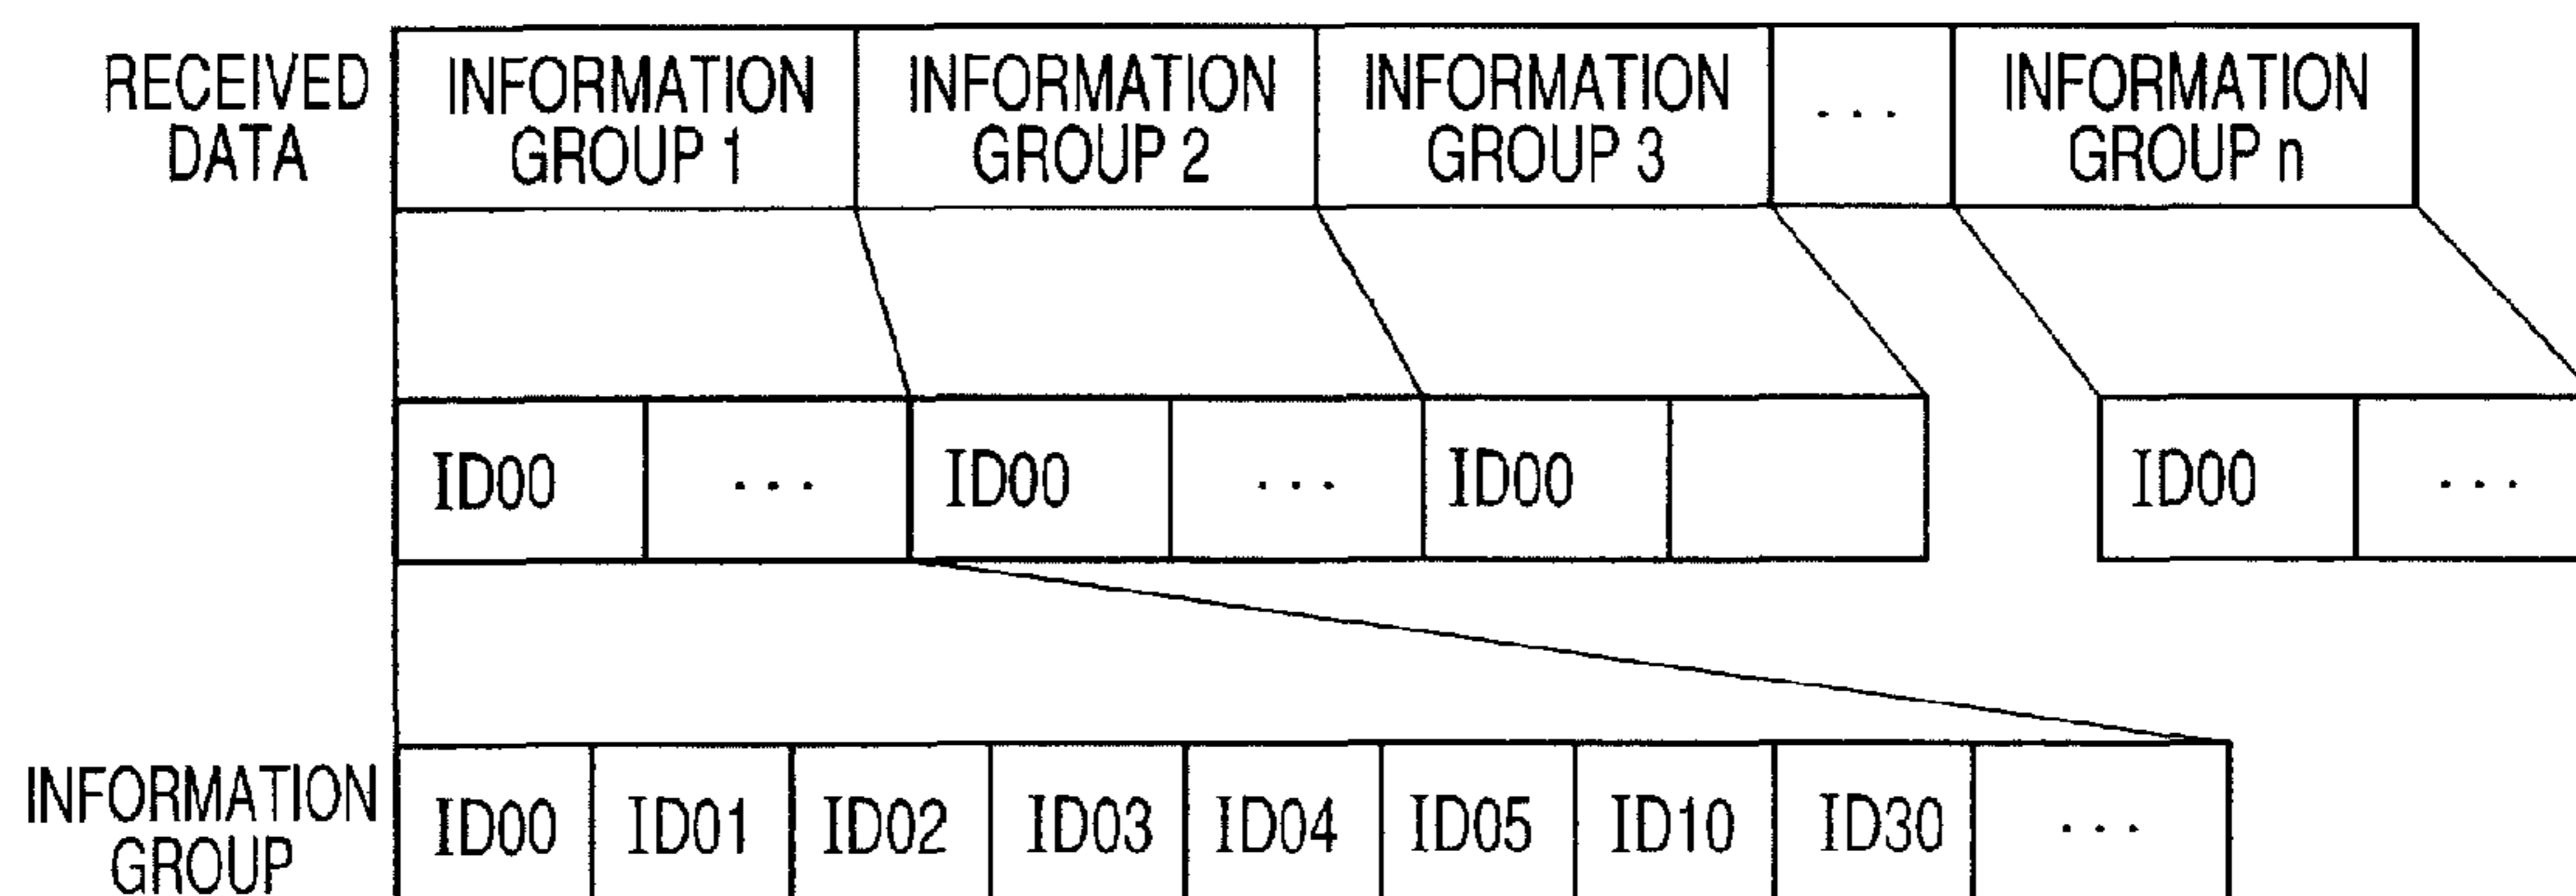 RECEIVED
DATA
INFORMATION
GROUP 1
INFORMATION
GROUP 2
INFORMATION
GROUP 3
...
INFORMATION
GROUP n
ID00 ... ID00 ... ID00 ID00 ...
INFORMATION
GROUP
ID00 ID01 ID02 ID03 ID04 ID05 ID10 ID30 ...